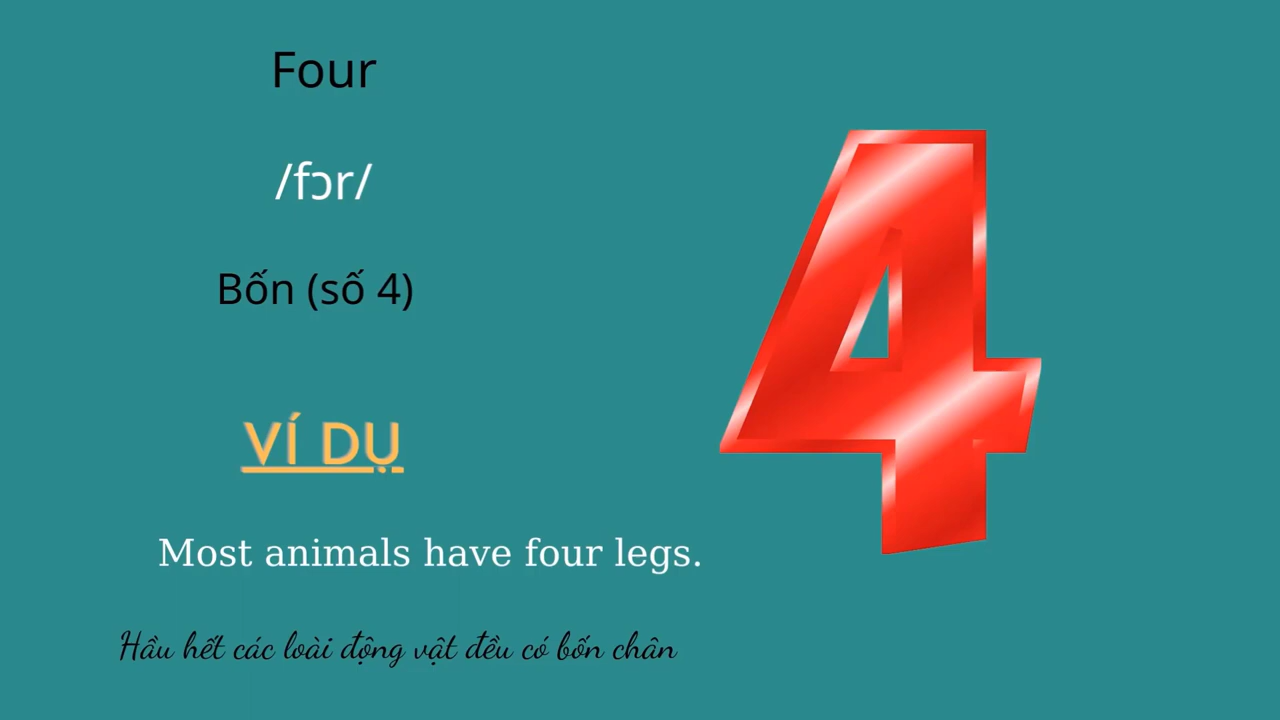 Four
/fɔr/
Bốn (số 4)
VÍ DỤ
Most animals have four legs.
Hầu hết các loài động vật đều có bốn chân
4